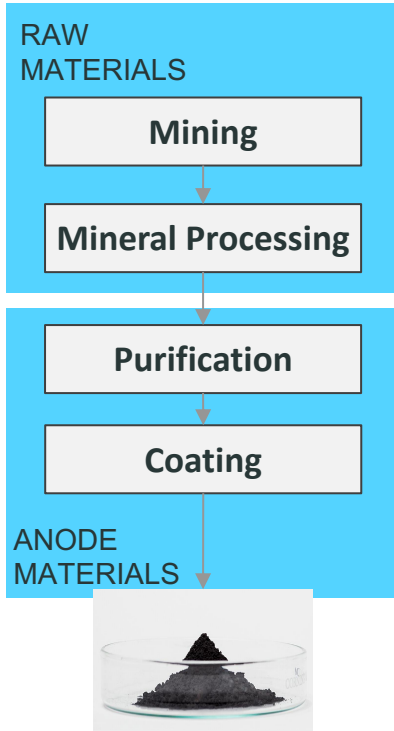 RAW
MATERIALS
Mining
Mineral Processing
Purification
Coating
ANODE
MATERIALS